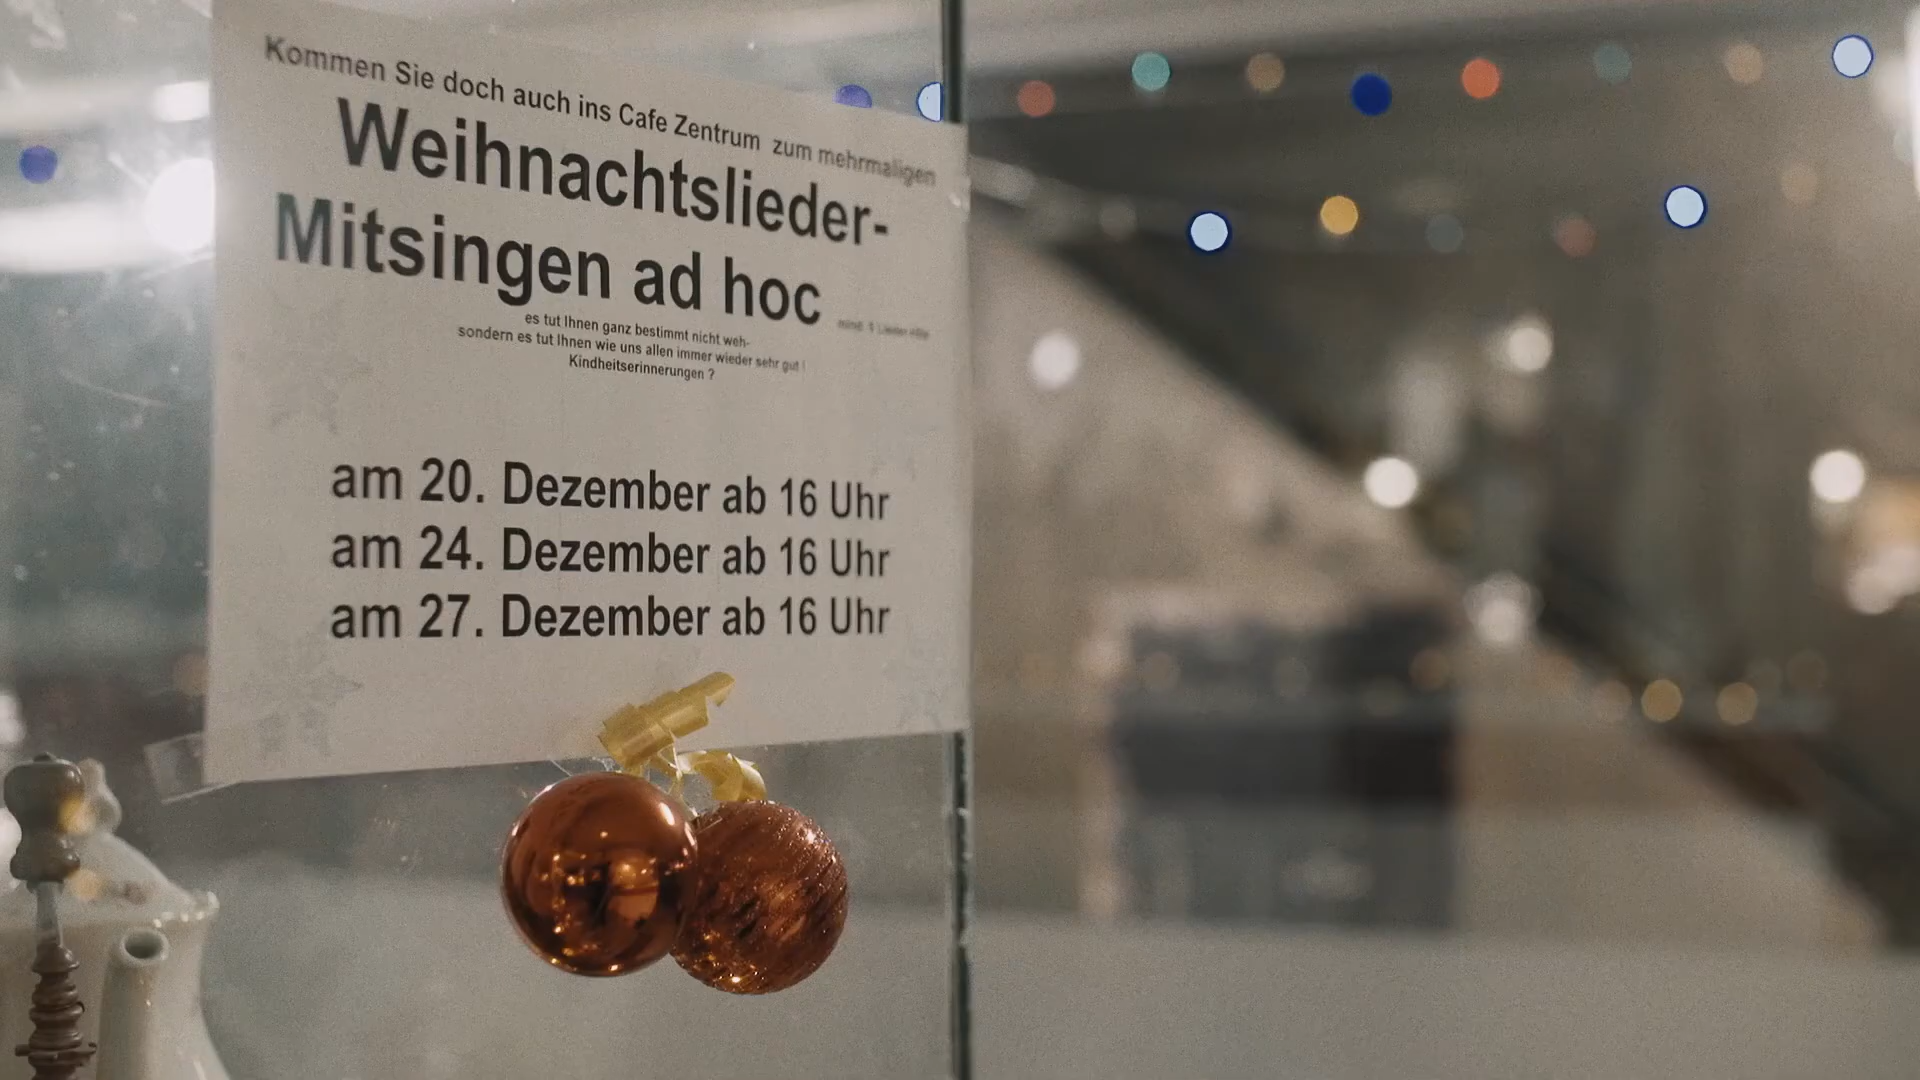 Kommen Sie doch auch ins Cafe Zentrum zum mehrmaligen
Weihnachtslieder-
Mitsingen ad hoc
es tut Ihnen ganz bestimmt nicht weh-
sondern es tut Ihnen wie uns allen immer wieder sehr gut !
Kindheitserinnerungen ?
am 20. Dezember ab 16 Uhr
am 24. Dezember ab 16 Uhr
am 27. Dezember ab 16 Uhr